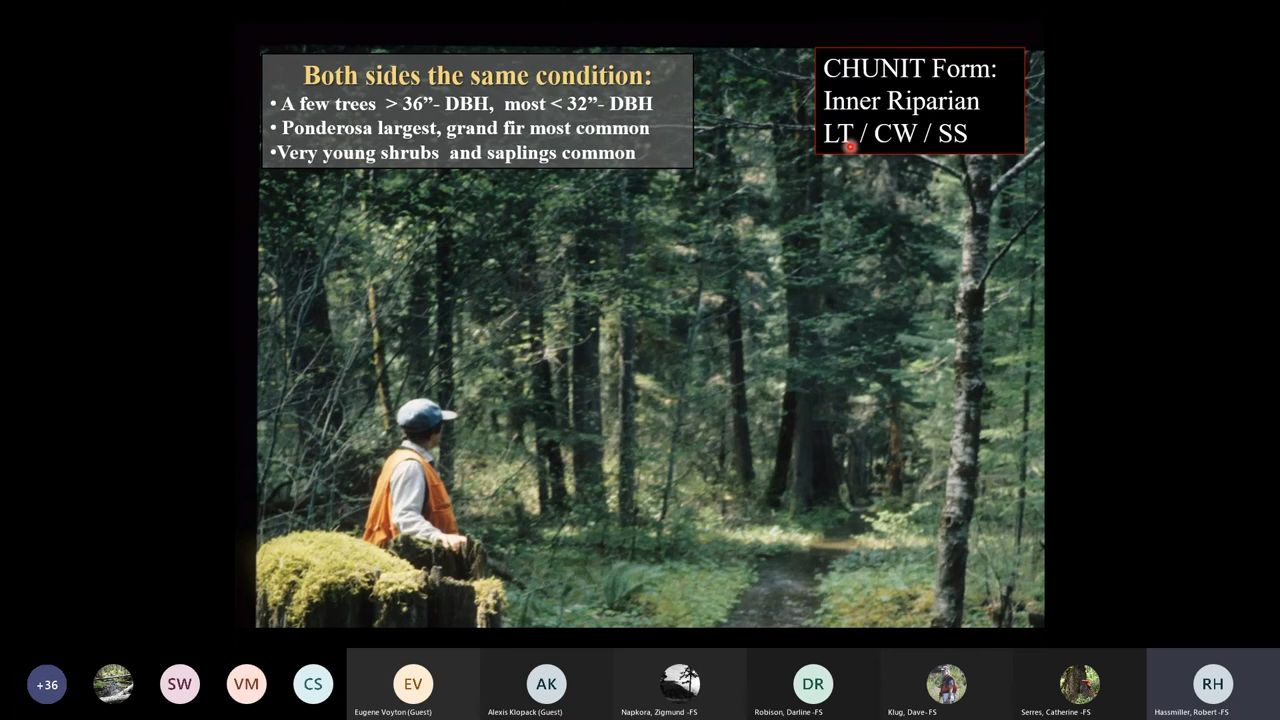 Both sides the same condition:
• A few trees > 36”- DBH, most < 32”- DBH
• Ponderosa largest, grand fir most common
•Very young shrubs and saplings common
CHUNIT Form:
Inner Riparian
LT / CW / SS
+36
SW
VM
CS
EV
AK
DR
RH
Eugene Voyton (Guest)
Alexis Klopack (Guest)
Napkora, Zigmund -FS
Robison, Darline -FS
Klug, Dave- FS
Serres, Catherine -FS
Hassmiller, Robert -FS